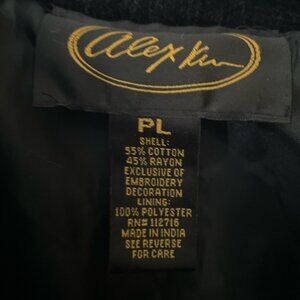 alex kim
PL
SHELL:
55% COTTON
45% RAYON
EXCLUSIVE OF
EMBROIDERY
DECORATION
LINING:
100% POLYESTER
RN# 112716
MADE IN INDIA
SEE REVERSE
FOR CARE